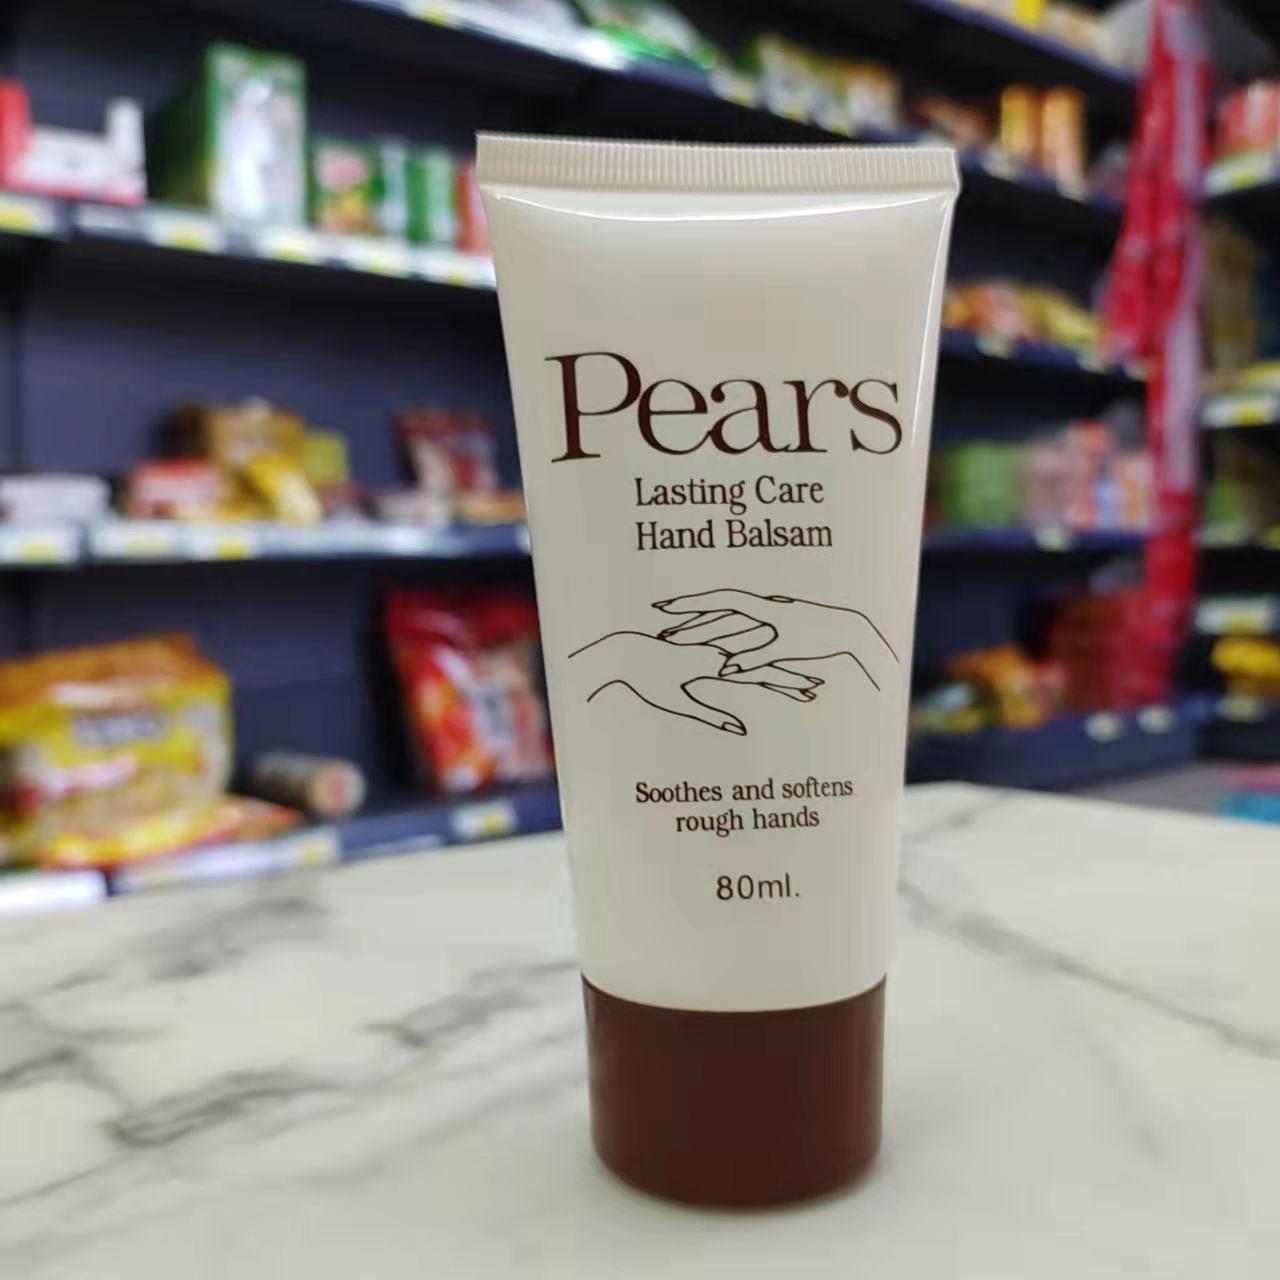 Pears
Lasting Care
Hand Balsam
Soothes and softens
rough hands
80ml.